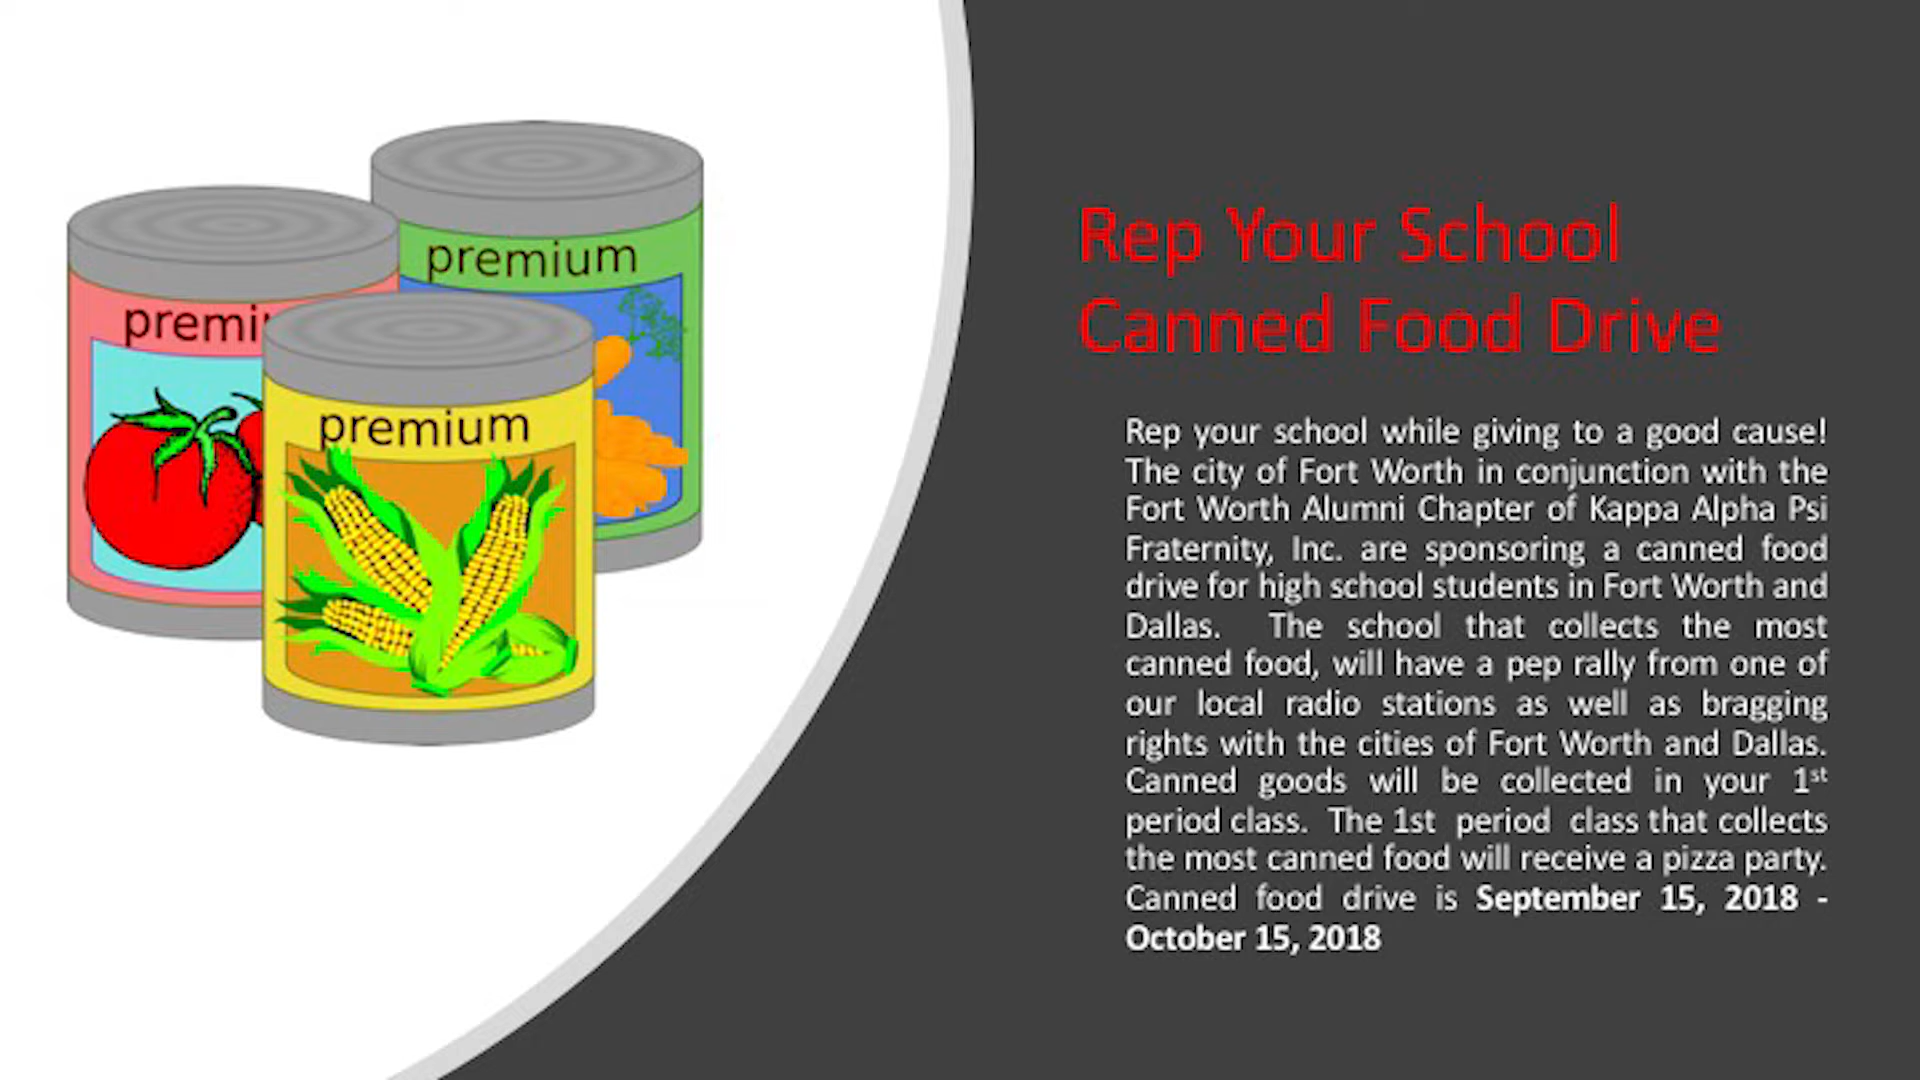 premium
premi
premium
Rep Your School
Canned Food Drive
Rep your school while giving to a good cause!
The city of Fort Worth in conjunction with the
Fort Worth Alumni Chapter of Kappa Alpha Psi
Fraternity, Inc. are sponsoring a canned food
drive for high school students in Fort Worth and
Dallas. The school that collects the most
canned food, will have a pep rally from one of
our local radio stations as well as bragging
rights with the cities of Fort Worth and Dallas.
Canned goods will be collected in your 1st
period class. The 1st period class that collects
the most canned food will receive a pizza party.
Canned food drive is September 15, 2018 -
October 15, 2018